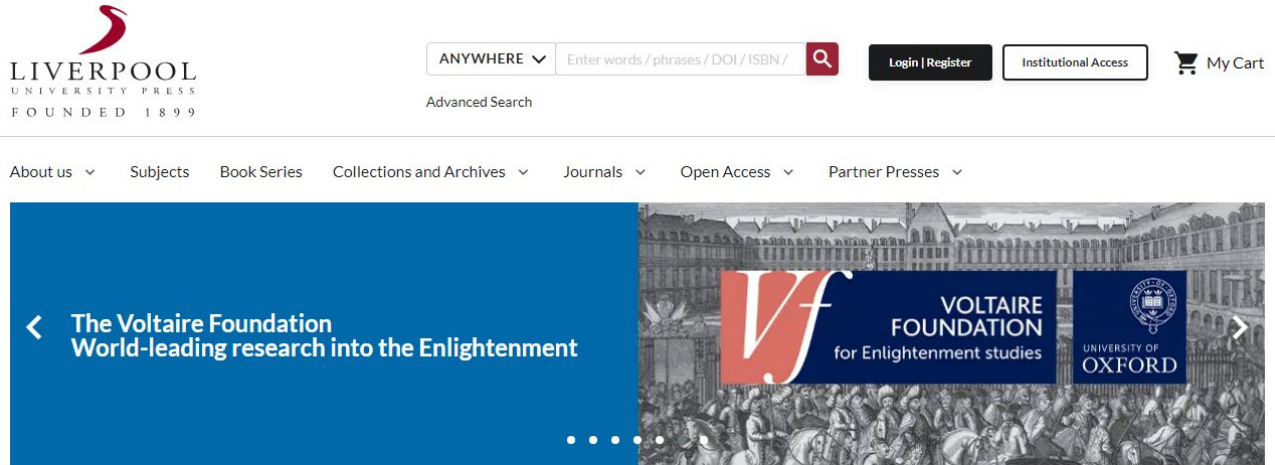 LIVERPOOL
UNIVERSITY PRESS
FOUNDED 1899
ANYWHERE
Enter words / phrases / DOI / ISBN /
Advanced Search
Login | Register
Institutional Access
My Cart
About us
Subjects
Book Series
Collections and Archives
Journals
Open Access
Partner Presses
The Voltaire Foundation
World-leading research into the Enlightenment
Vf
VOLTAIRE
FOUNDATION
for Enlightenment studies
UNIVERSITY OF
OXFORD